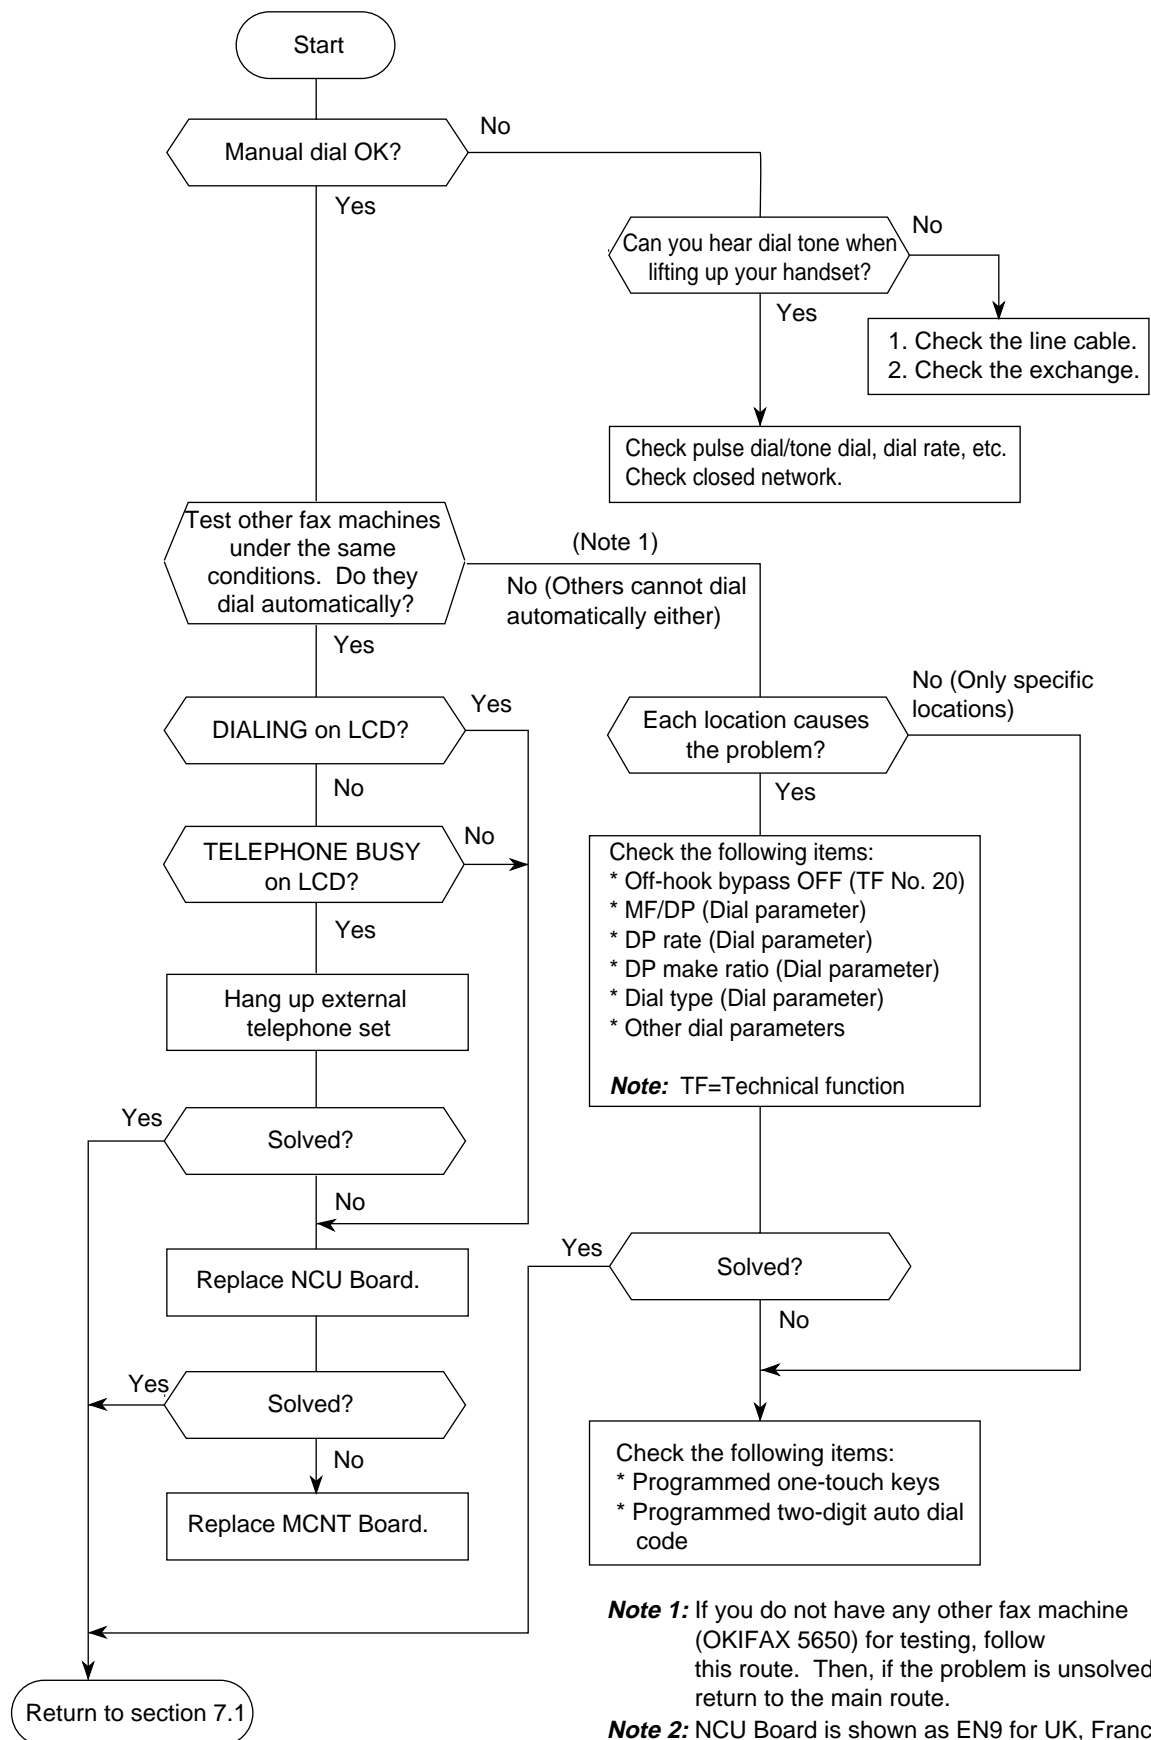 Start
Manual dial OK?
No
Yes
Can you hear dial tone when
lifting up your handset?
No
Yes
1. Check the line cable.
2. Check the exchange.
Check pulse dial/tone dial, dial rate, etc.
Check closed network.
Test other fax machines
under the same
conditions. Do they
dial automatically?
(Note 1)
No (Others cannot dial
automatically either)
Yes
DIALING on LCD?
Yes
No
Each location causes
the problem?
No (Only specific
locations)
Yes
TELEPHONE BUSY
on LCD?
No
Yes
Check the following items:
* Off-hook bypass OFF (TF No. 20)
* MF/DP (Dial parameter)
* DP rate (Dial parameter)
* DP make ratio (Dial parameter)
* Dial type (Dial parameter)
* Other dial parameters
Note: TF=Technical function
Hang up external
telephone set
Yes
Solved?
No
Replace NCU Board.
Yes
Solved?
No
Yes
Solved?
No
Replace MCNT Board.
Check the following items:
* Programmed one-touch keys
* Programmed two-digit auto dial
code
Return to section 7.1
Note 1: If you do not have any other fax machine
(OKIFAX 5650) for testing, follow
this route. Then, if the problem is unsolved
return to the main route.
Note 2: NCU Board is shown as EN9 for UK, Franc